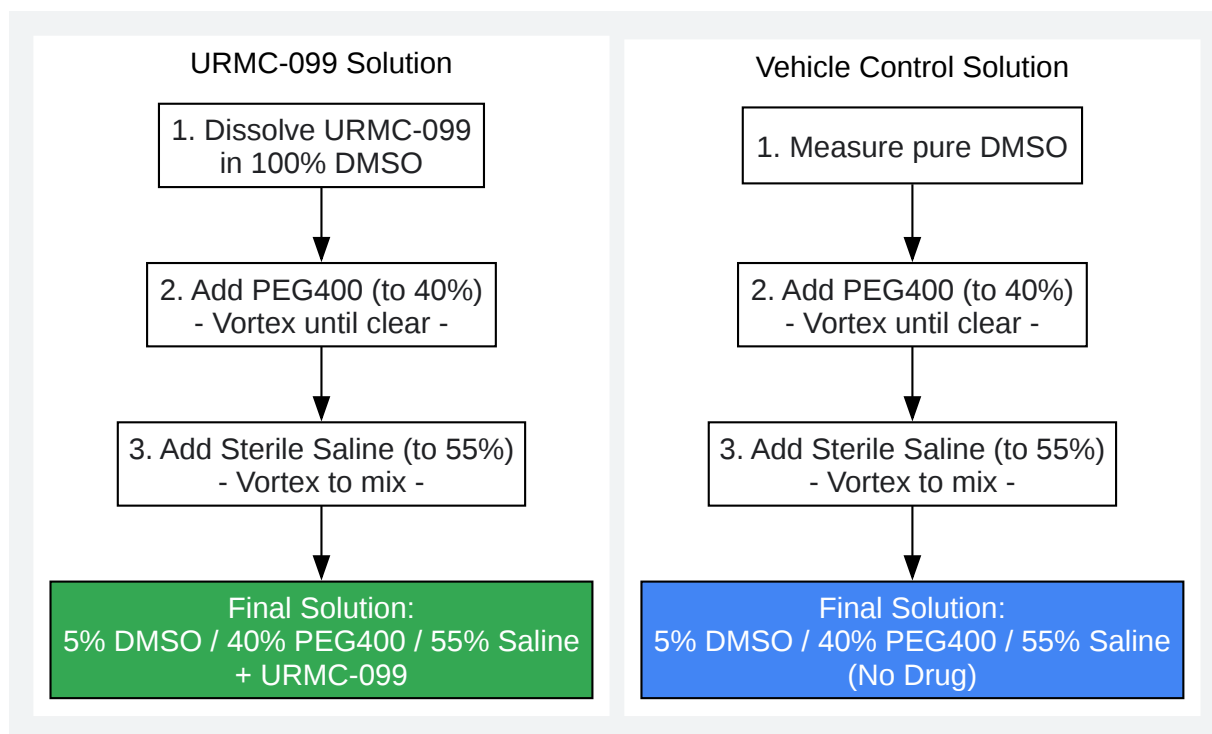 URMC-099 Solution
1. Dissolve URMC-099
in 100% DMSO
2. Add PEG400 (to 40%)
- Vortex until clear -
3. Add Sterile Saline (to 55%)
- Vortex to mix -
Final Solution:
5% DMSO / 40% PEG400 / 55% Saline
+ URMC-099
Vehicle Control Solution
1. Measure pure DMSO
2. Add PEG400 (to 40%)
- Vortex until clear -
3. Add Sterile Saline (to 55%)
- Vortex to mix -
Final Solution:
5% DMSO / 40% PEG400 / 55% Saline
(No Drug)